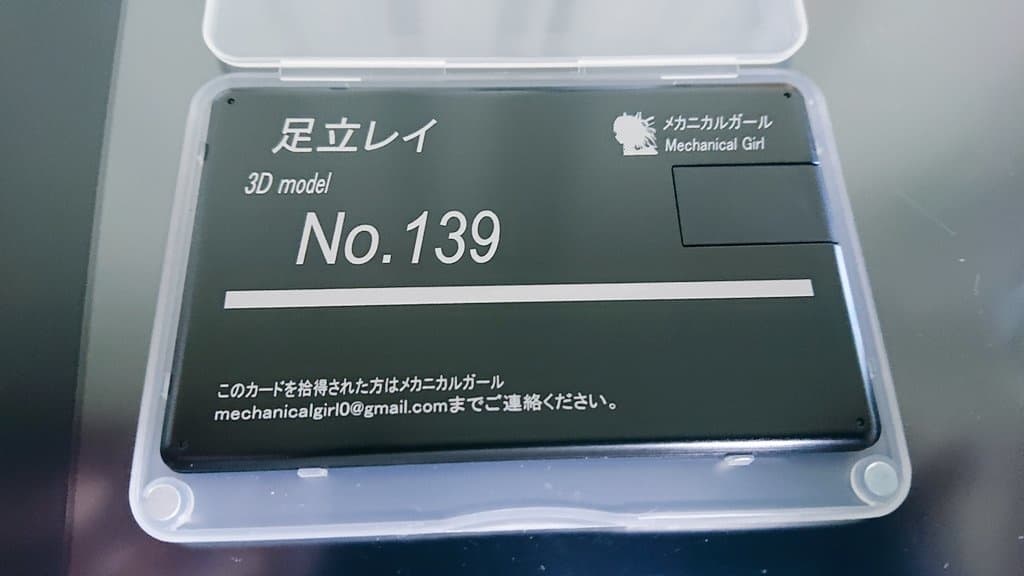 足立レイ
メカニカルガール
Mechanical Girl
3D model
No.139
このカードを拾得された方はメカニカルガール
mechanicalgirl0@gmail.comまでご連絡ください。